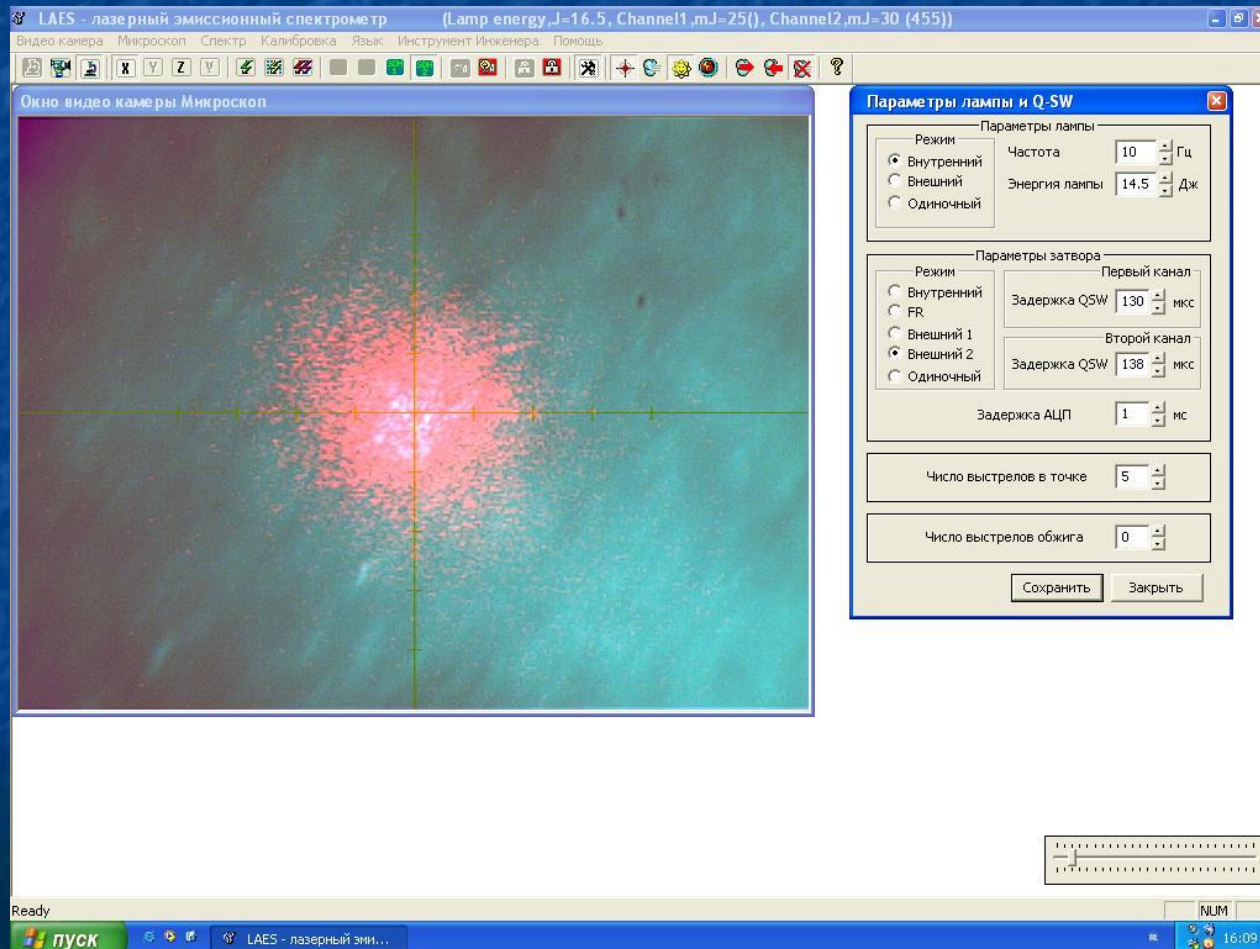 LAES - лазерный эмиссионный спектрометр (Lamp energy,J=16.5, Channel1,mJ=25(), Channel2,mJ=30 (455))
Видео камера Микроскоп Спектр Калибровка Язык Инструмент Инженера Помощь
X Y Z
Окно видео камеры Микроскоп
Параметры лампы и Q-SW
Параметры лампы
Режим
Внутренний
Внешний
Одиночный
Частота 10 Гц
Энергия лампы 14.5 Дж
Параметры затвора
Режим
Внутренний
FR
Внешний 1
Внешний 2
Одиночный
Первый канал
Задержка QSW 130 мкс
Второй канал
Задержка QSW 138 мкс
Задержка АЦП 1 мс
Число выстрелов в точке 5
Число выстрелов обжига 0
Сохранить Закрыть
Ready NUM
пуск LAES - лазерный эми... 16:09